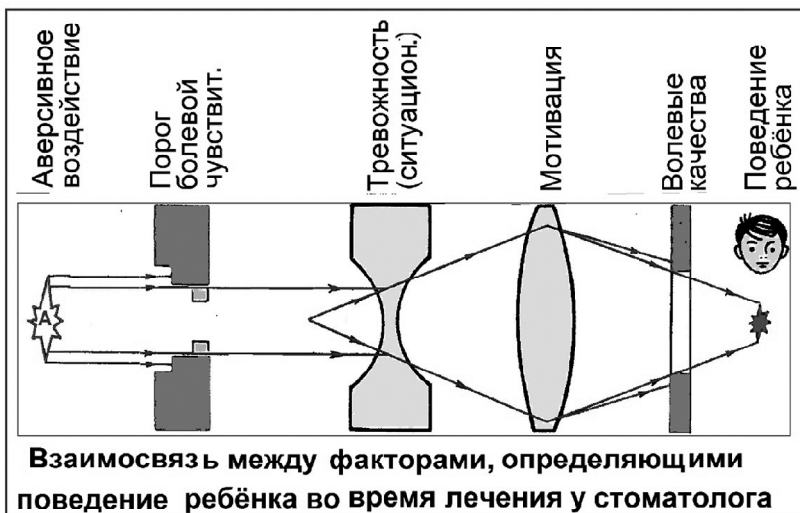 Аверсивное
воздействие
Порог
болевой
чувствит.
Тревожность
(ситуацион.)
Мотивация
Волевые
качества
Поведение
ребёнка
А
Взаимосвязь между факторами, определяющими
поведение ребёнка во время лечения у стоматолога